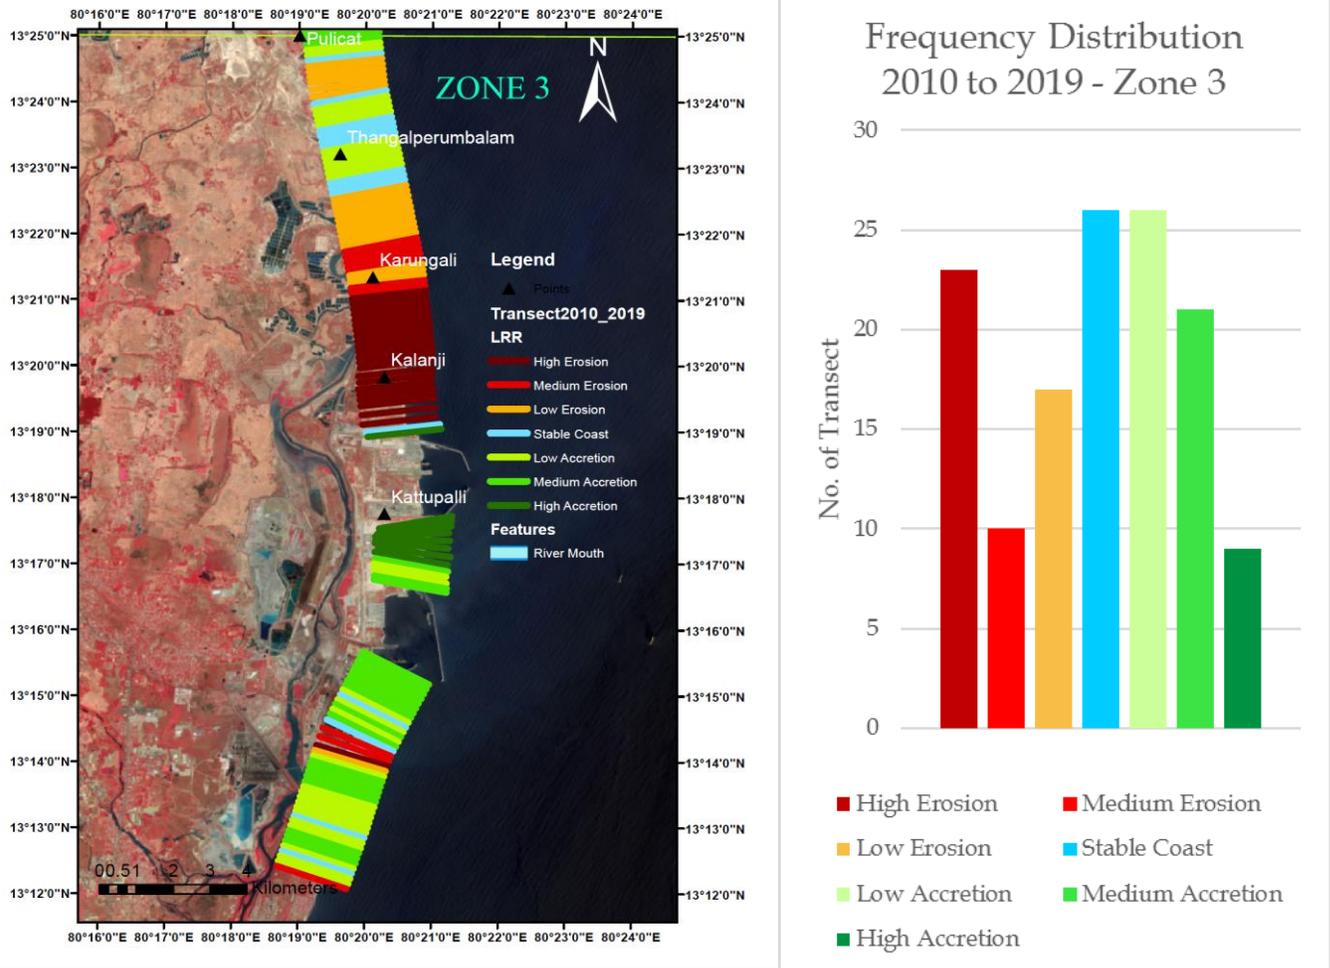 80°16'0"E 80°17'0"E 80°18'0"E 80°19'0"E 80°20'0"E 80°21'0"E 80°22'0"E 80°23'0"E 80°24'0"E
13°25'0"N 13°25'0"N
13°24'0"N 13°24'0"N
13°23'0"N 13°23'0"N
13°22'0"N 13°22'0"N
13°21'0"N 13°21'0"N
13°20'0"N 13°20'0"N
13°19'0"N 13°19'0"N
13°18'0"N 13°18'0"N
13°17'0"N 13°17'0"N
13°16'0"N 13°16'0"N
13°15'0"N 13°15'0"N
13°14'0"N 13°14'0"N
13°13'0"N 13°13'0"N
13°12'0"N 13°12'0"N
Pulicat
N
ZONE 3
Thangalperumbalam
Karungali
Kalanji
Kattupalli
Legend
Points
Transect2010_2019
LRR
High Erosion
Medium Erosion
Low Erosion
Stable Coast
Low Accretion
Medium Accretion
High Accretion
Features
River Mouth
00.51 2 3 4
Kilometers
80°16'0"E 80°17'0"E 80°18'0"E 80°19'0"E 80°20'0"E 80°21'0"E 80°22'0"E 80°23'0"E 80°24'0"E
Frequency Distribution
2010 to 2019 - Zone 3
No. of Transect
30
25
20
15
10
5
0
High Erosion Medium Erosion
Low Erosion Stable Coast
Low Accretion Medium Accretion
High Accretion